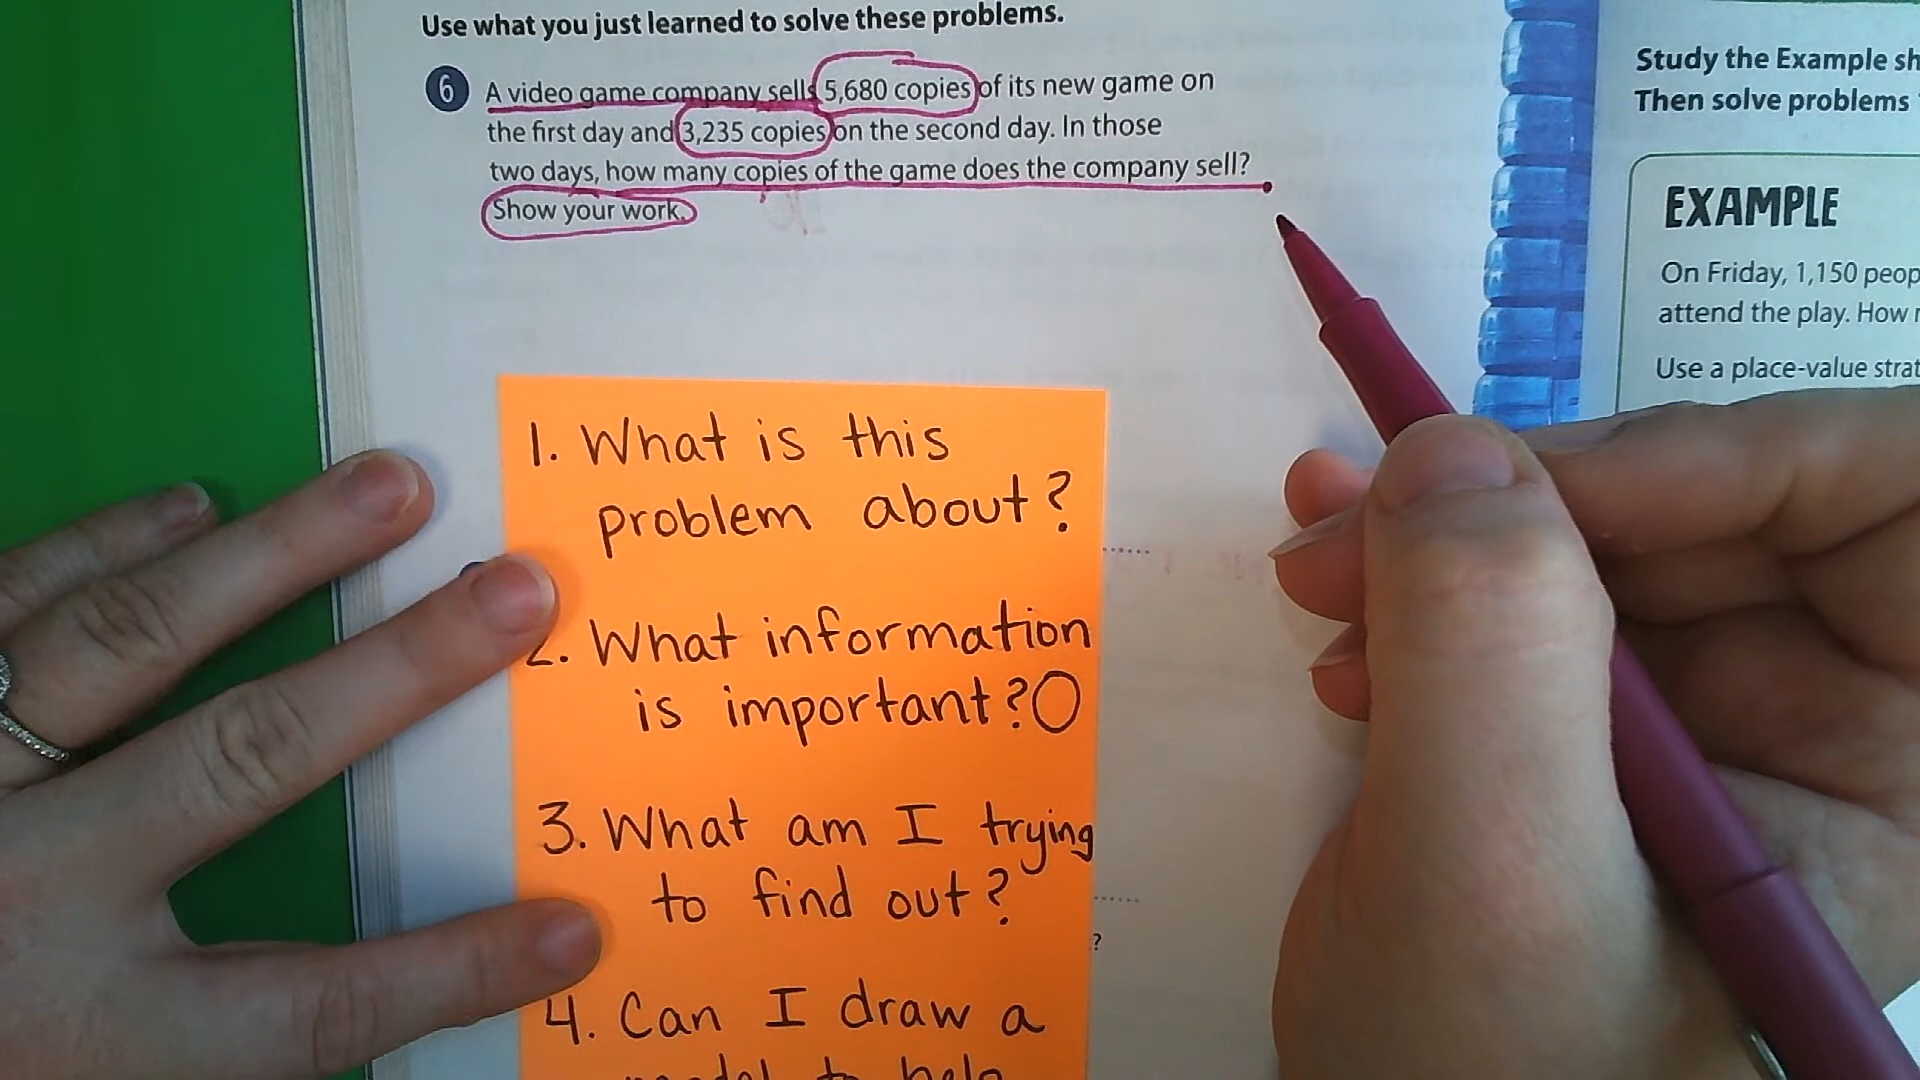 Use what you just learned to solve these problems.
6 A video game company sells 5,680 copies of its new game on
the first day and 3,235 copies on the second day. In those
two days, how many copies of the game does the company sell?
Show your work.
1. What is this
problem about?
2. What information
is important?
3. What am I trying
to find out?
4. Can I draw a
model to help
?
Study the Example
Then solve problems
EXAMPLE
On Friday, 1,150
attend the play. How
Use a place-value